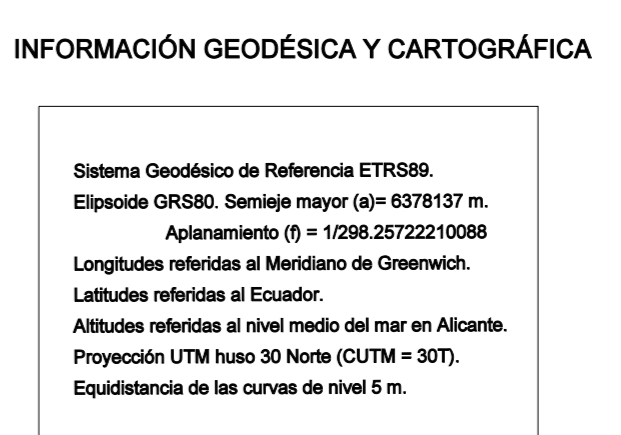 INFORMACIÓN GEODÉSICA Y CARTOGRÁFICA
Sistema Geodésico de Referencia ETRS89.
Elipsoide GRS80. Semieje mayor (a)= 6378137 m.
Aplanamiento (f) = 1/298.25722210088
Longitudes referidas al Meridiano de Greenwich.
Latitudes referidas al Ecuador.
Altitudes referidas al nivel medio del mar en Alicante.
Proyección UTM huso 30 Norte (CUTM = 30T).
Equidistancia de las curvas de nivel 5 m.